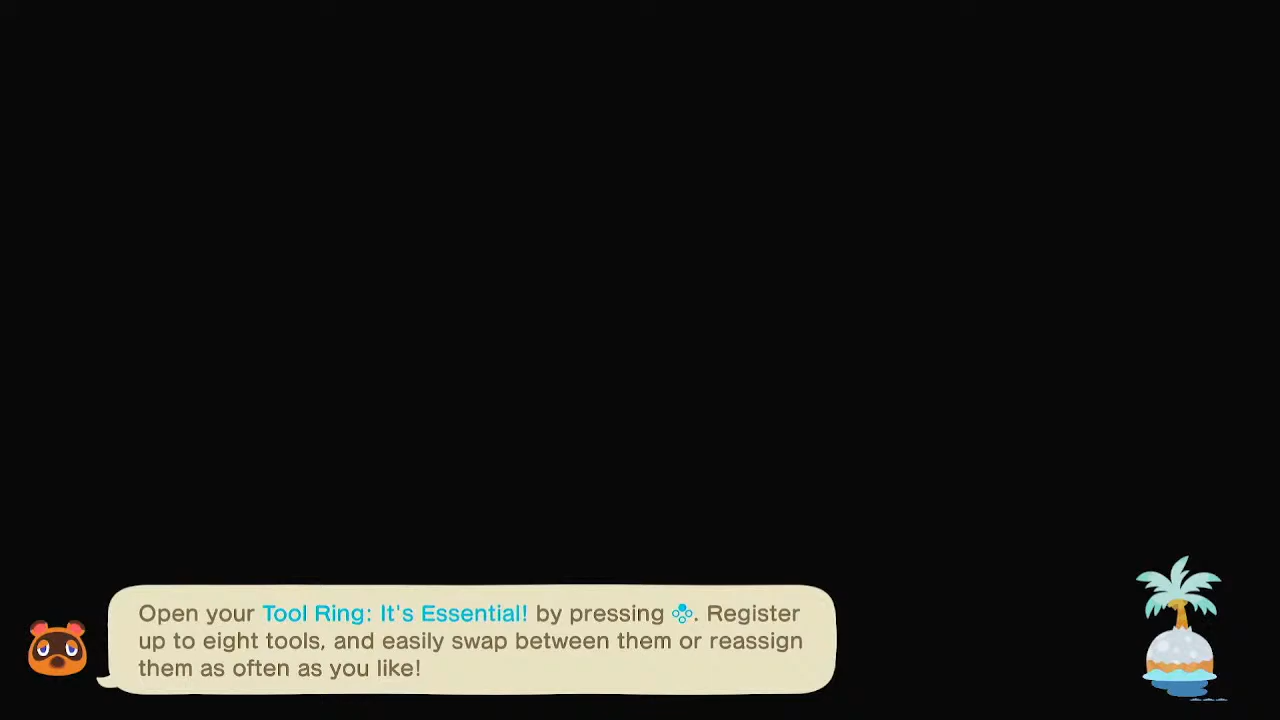 Open your Tool Ring: It's Essential! by pressing . Register
up to eight tools, and easily swap between them or reassign
them as often as you like!